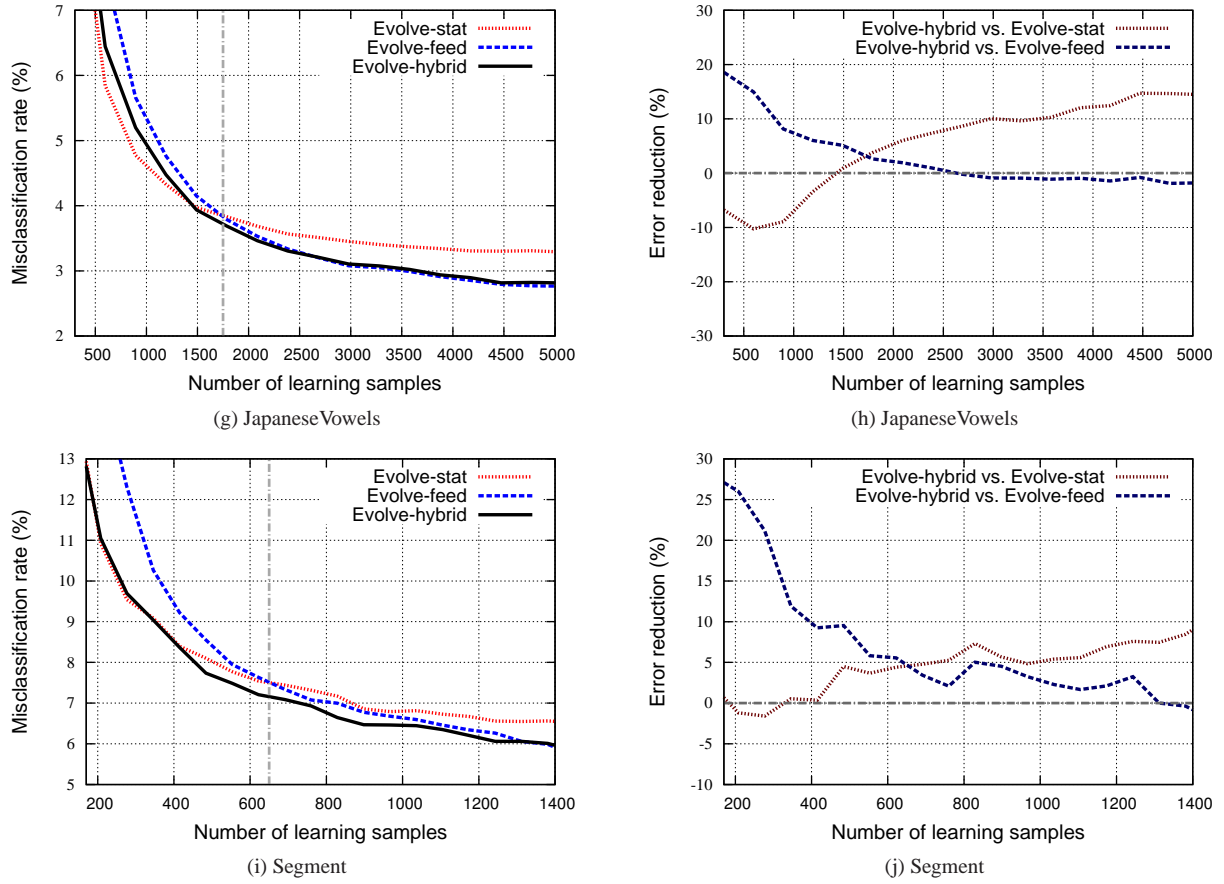 7
6
5
4
3
2
Misclassification rate (%)
Evolve-stat
Evolve-feed
Evolve-hybrid
500 1000 1500 2000 2500 3000 3500 4000 4500 5000
Number of learning samples
(g) JapaneseVowels
30
20
10
0
-10
-20
-30
Error reduction (%)
Evolve-hybrid vs. Evolve-stat
Evolve-hybrid vs. Evolve-feed
500 1000 1500 2000 2500 3000 3500 4000 4500 5000
Number of learning samples
(h) JapaneseVowels
13
12
11
10
9
8
7
6
5
Misclassification rate (%)
Evolve-stat
Evolve-feed
Evolve-hybrid
200 400 600 800 1000 1200 1400
Number of learning samples
(i) Segment
30
25
20
15
10
5
0
-5
-10
Error reduction (%)
Evolve-hybrid vs. Evolve-stat
Evolve-hybrid vs. Evolve-feed
200 400 600 800 1000 1200 1400
Number of learning samples
(j) Segment